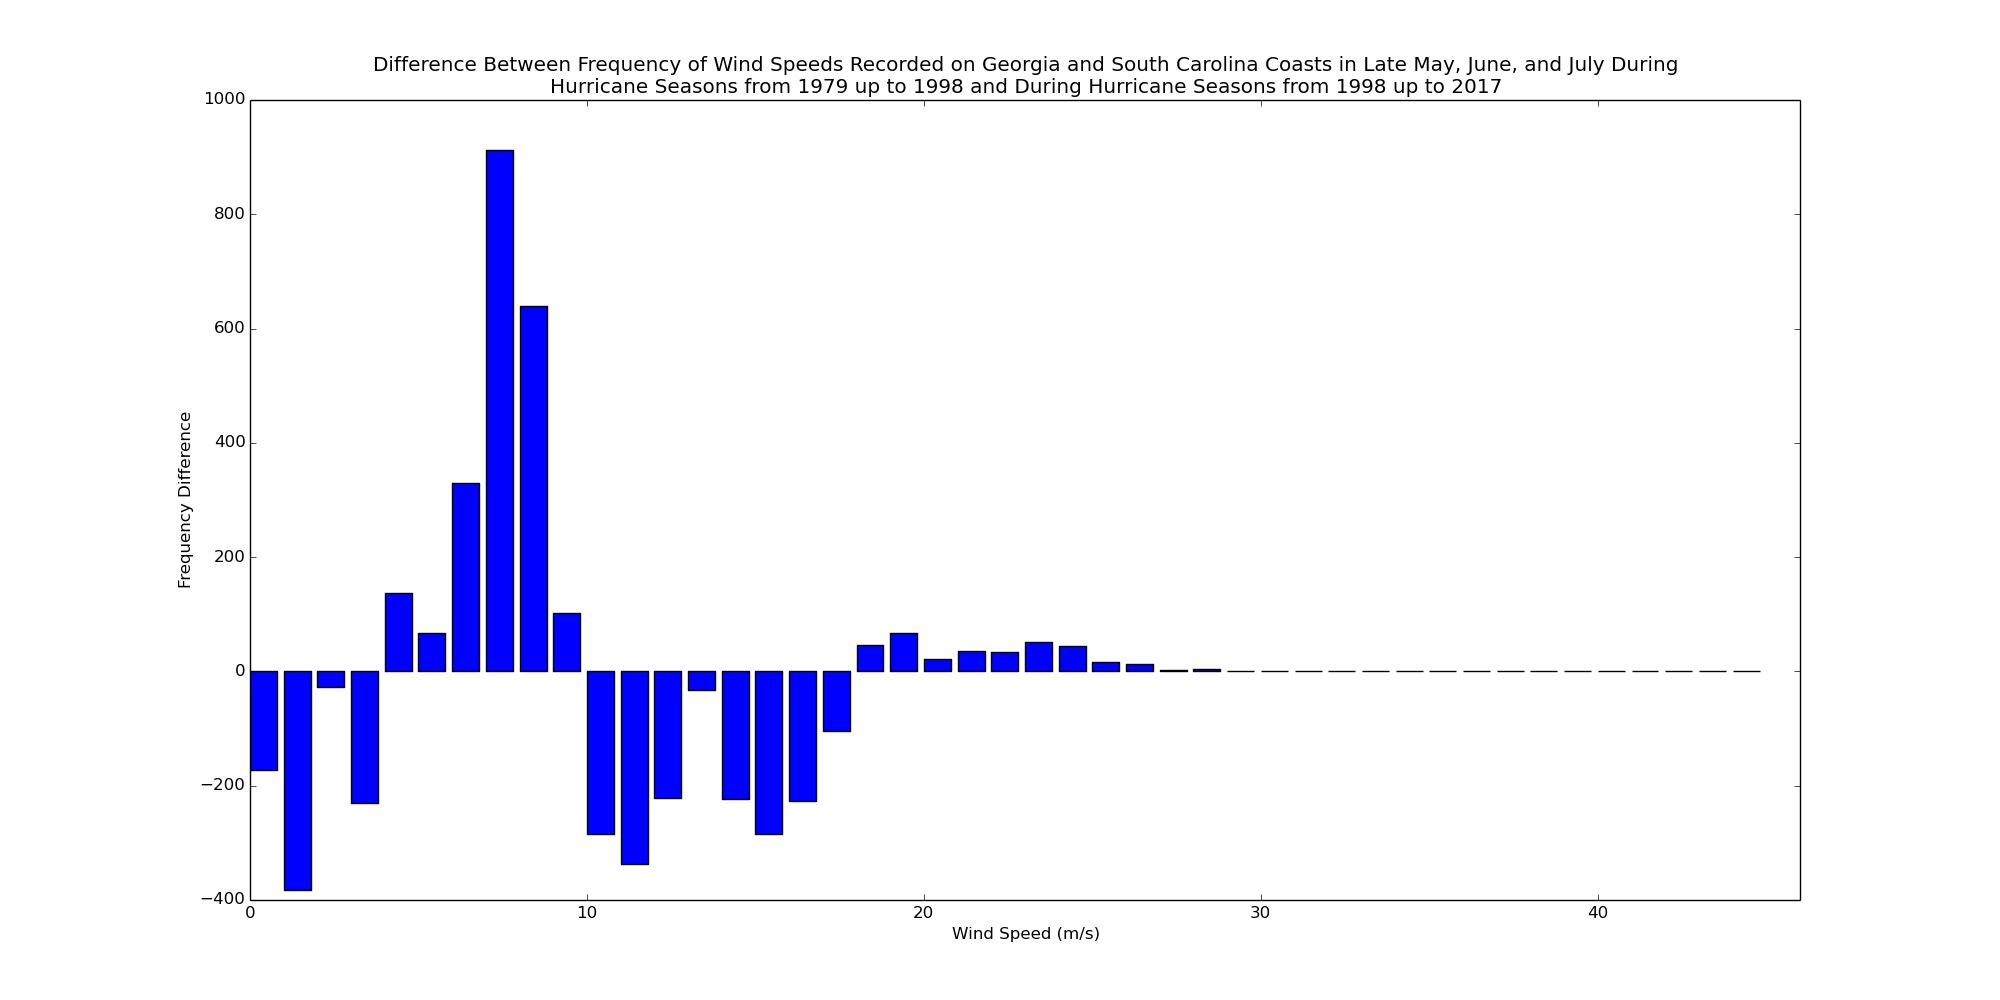 Difference Between Frequency of Wind Speeds Recorded on Georgia and South Carolina Coasts in Late May, June, and July During
Hurricane Seasons from 1979 up to 1998 and During Hurricane Seasons from 1998 up to 2017
1000
800
600
400
200
0
−200
−400
Frequency Difference
0 10 20 30 40
Wind Speed (m/s)